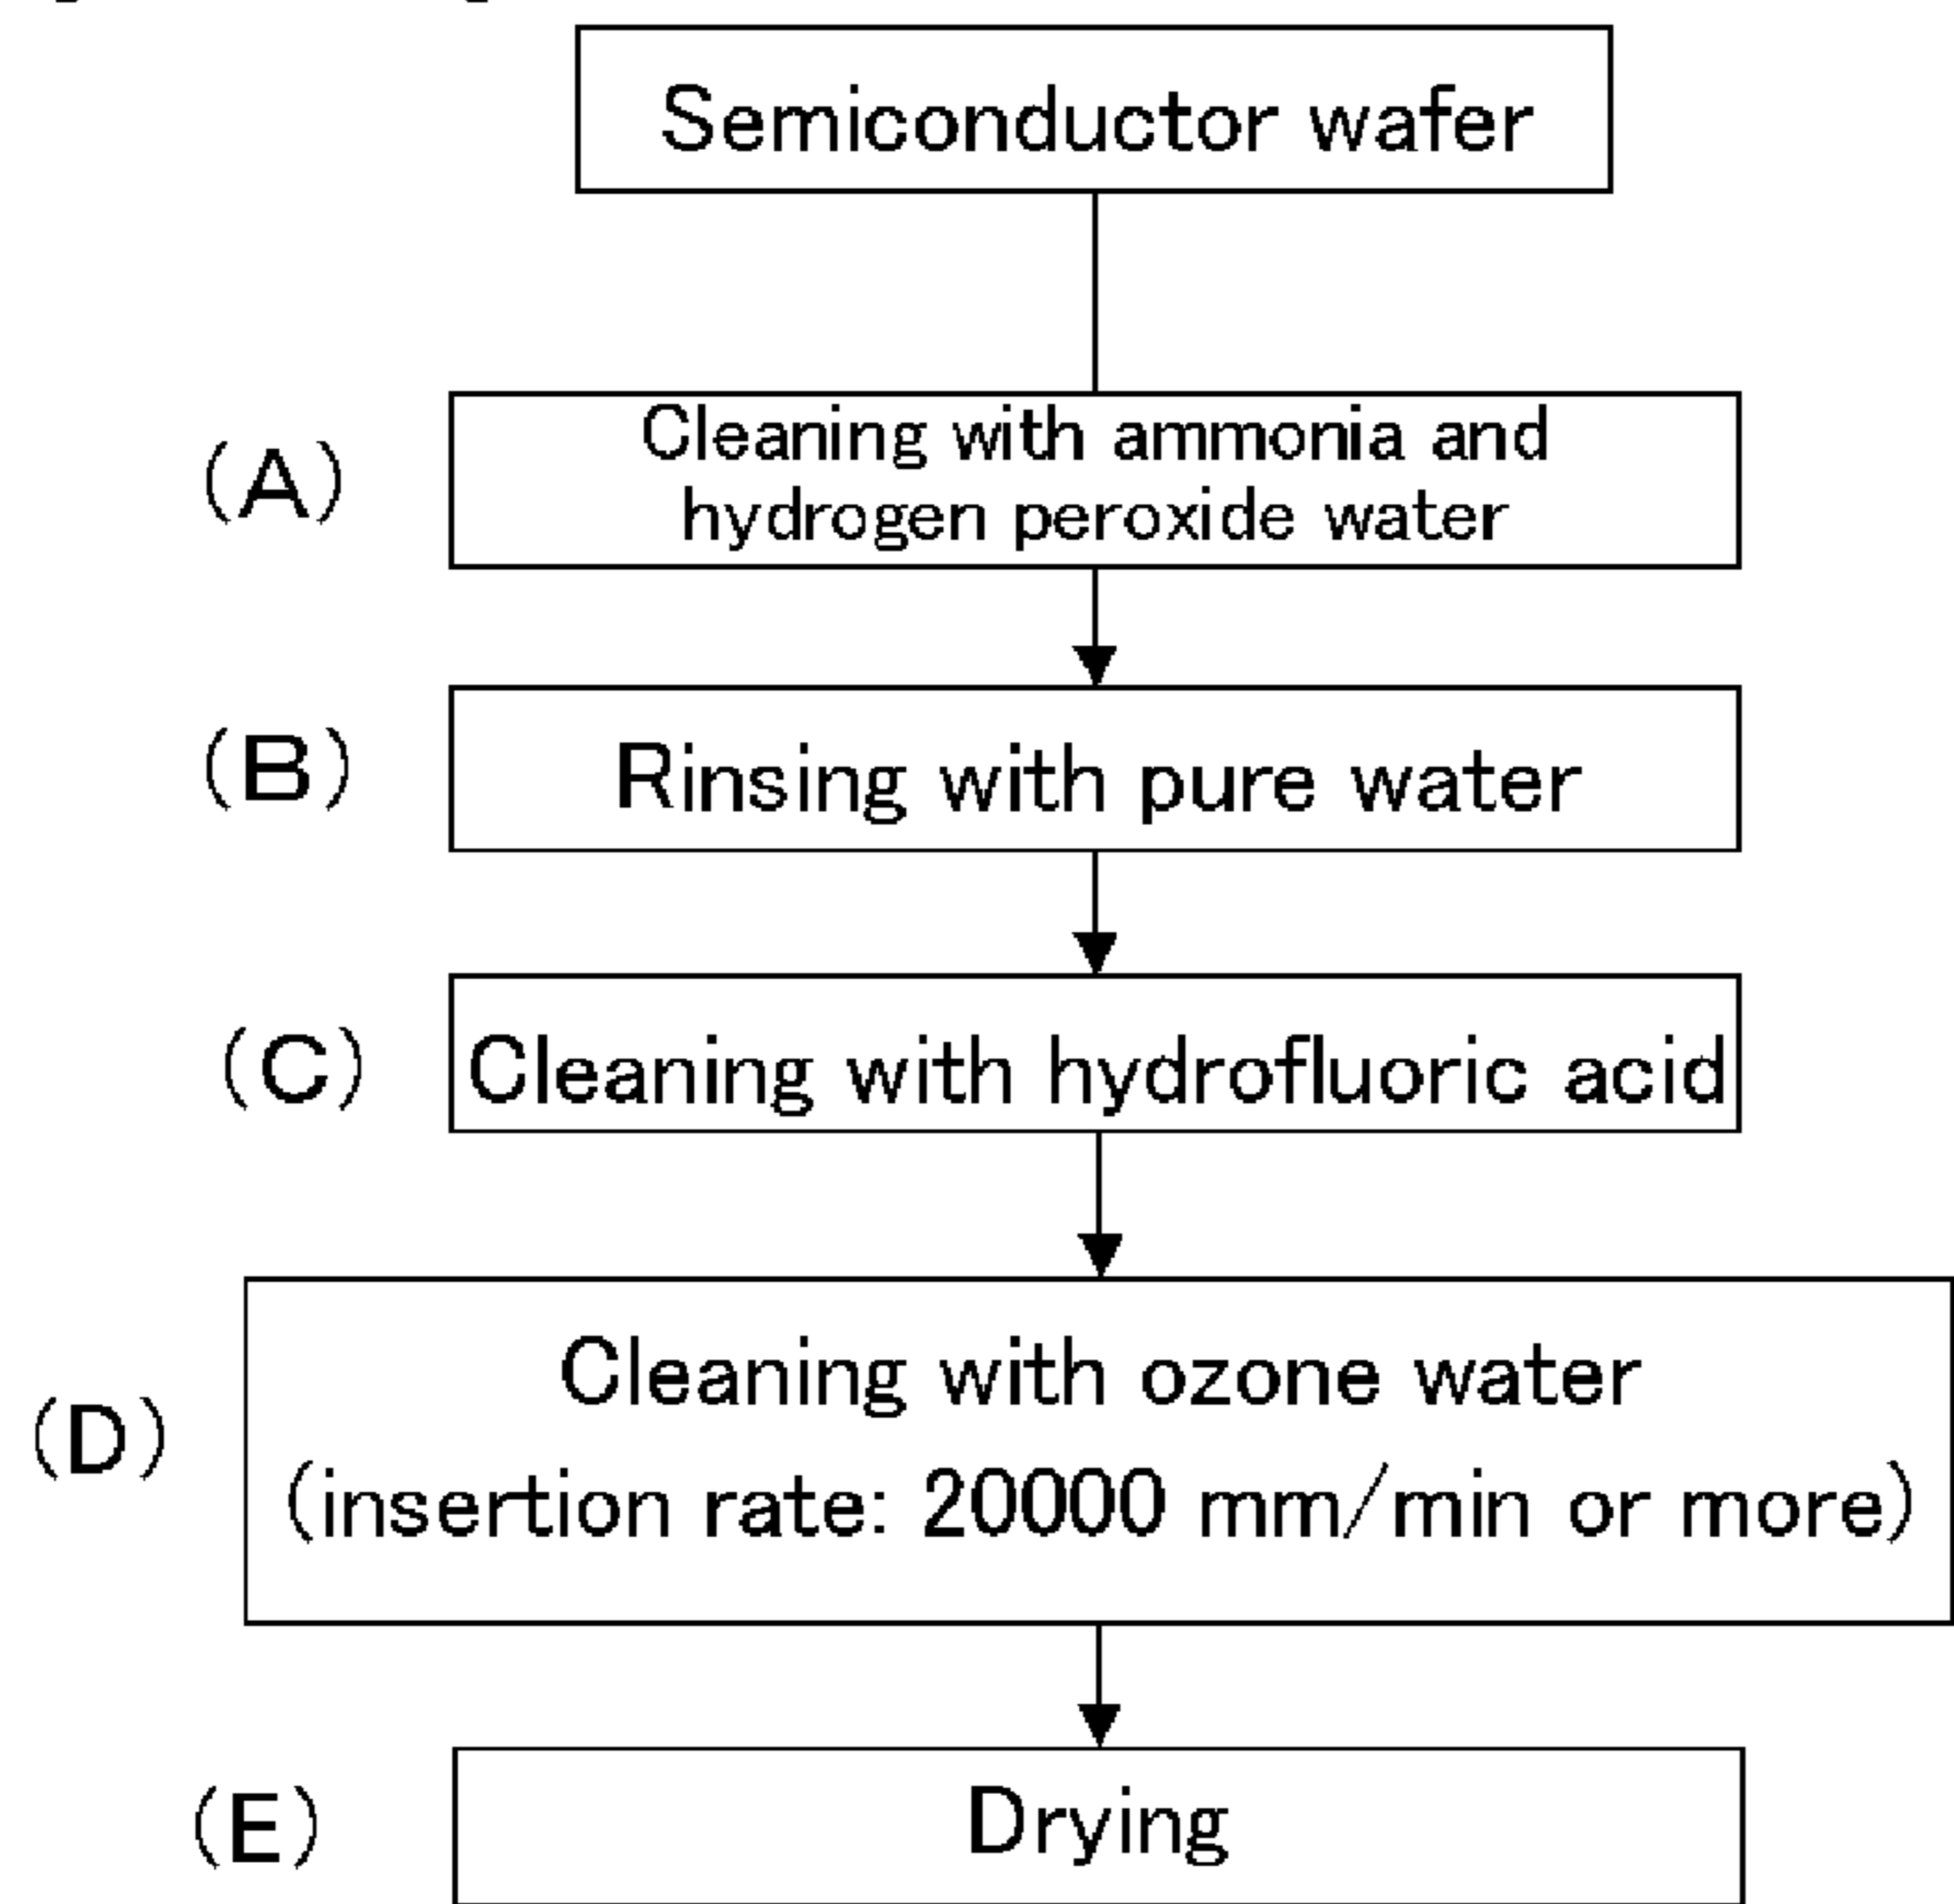 Semiconductor wafer
(A)
Cleaning with ammonia and
hydrogen peroxide water
(B)
Rinsing with pure water
(C)
Cleaning with hydrofluoric acid
(D)
Cleaning with ozone water
(insertion rate: 20000 mm/min or more)
(E)
Drying